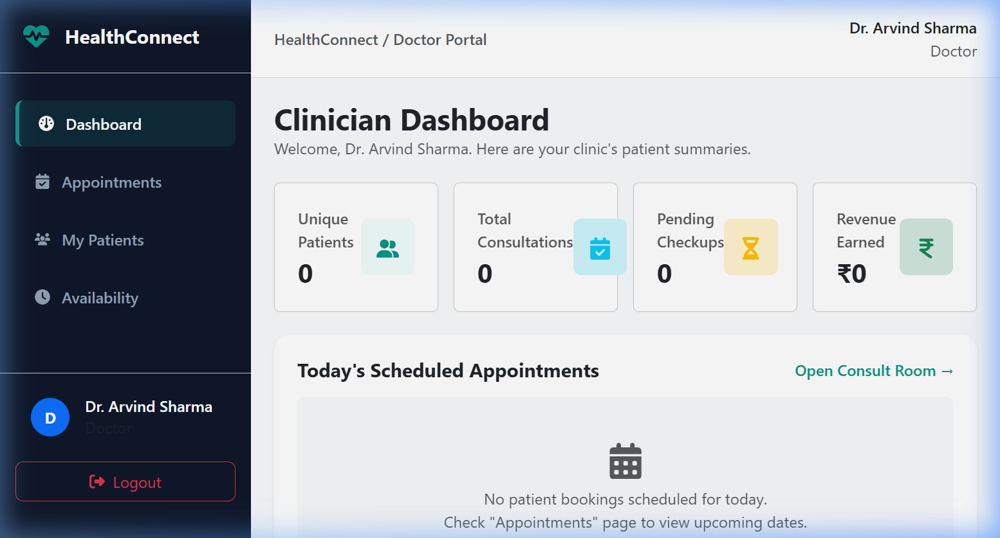 HealthConnect
Dashboard
Appointments
My Patients
Availability
D
Dr. Arvind Sharma
Doctor
Logout
HealthConnect / Doctor Portal
Dr. Arvind Sharma
Doctor
Clinician Dashboard
Welcome, Dr. Arvind Sharma. Here are your clinic's patient summaries.
Unique
Patients
0
Total
Consultations
0
Pending
Checkups
0
Revenue
Earned
₹0
₹
Today's Scheduled Appointments
Open Consult Room →
No patient bookings scheduled for today.
Check "Appointments" page to view upcoming dates.